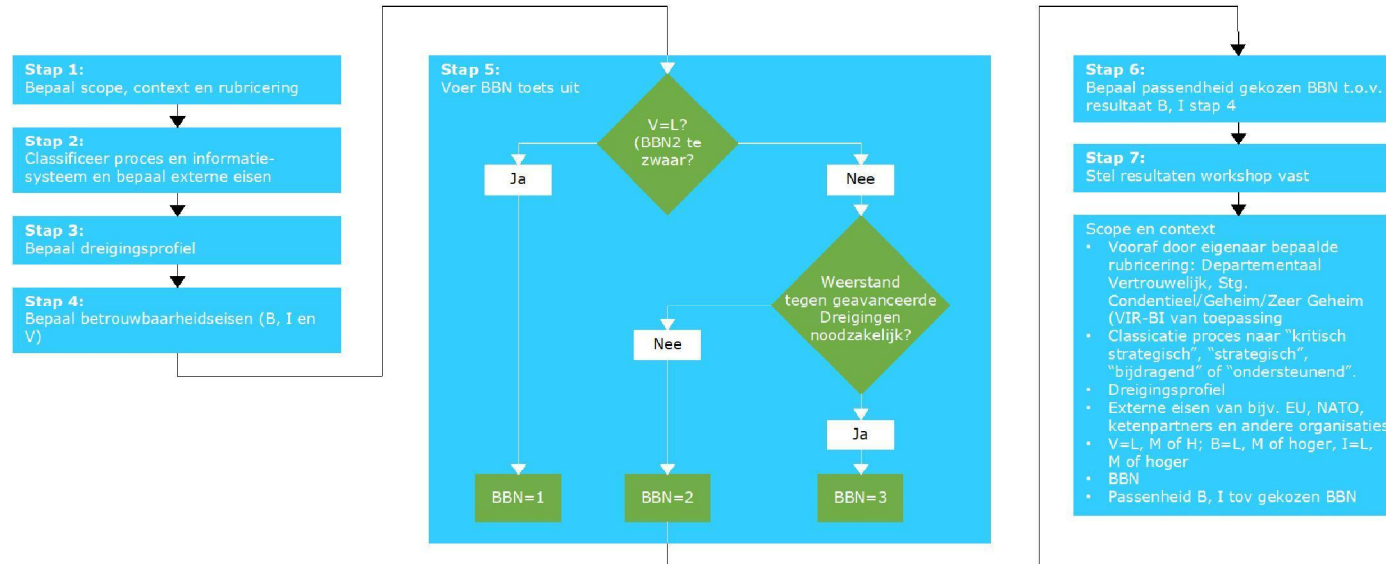 Stap 1:
Bepaal scope, context en rubricering
Stap 2:
Classificeer proces en informatie-
systeem en bepaal externe eisen
Stap 3:
Bepaal dreigingsprofiel
Stap 4:
Bepaal betrouwbaarheidseisen (B, I en
V)
Stap 5:
Voer BBN toets uit
V=L?
(BBN2 te
zwaar?
Ja
Nee
Weerstand
tegen geavanceerde
Dreigingen
noodzakelijk?
Nee
Ja
BBN=1
BBN=2
BBN=3
Stap 6:
Bepaal passendheid gekozen BBN t.o.v.
resultaat B, I stap 4
Stap 7:
Stel resultaten workshop vast
Scope en context
• Vooraf door eigenaar bepaalde
rubricering: Departementaal
Vertrouwelijk, Stg.
Condentieel/Geheim/Zeer Geheim
(VIR-BI van toepassing
• Classicatie proces naar “kritisch
strategisch”, “strategisch”,
“bijdragend” of “ondersteunend”.
• Dreigingsprofiel
• Externe eisen van bijv. EU, NATO,
ketenpartners en andere organisaties
• V=L, M of H; B=L, M of hoger, I=L,
M of hoger
• BBN
• Passenheid B, I tov gekozen BBN